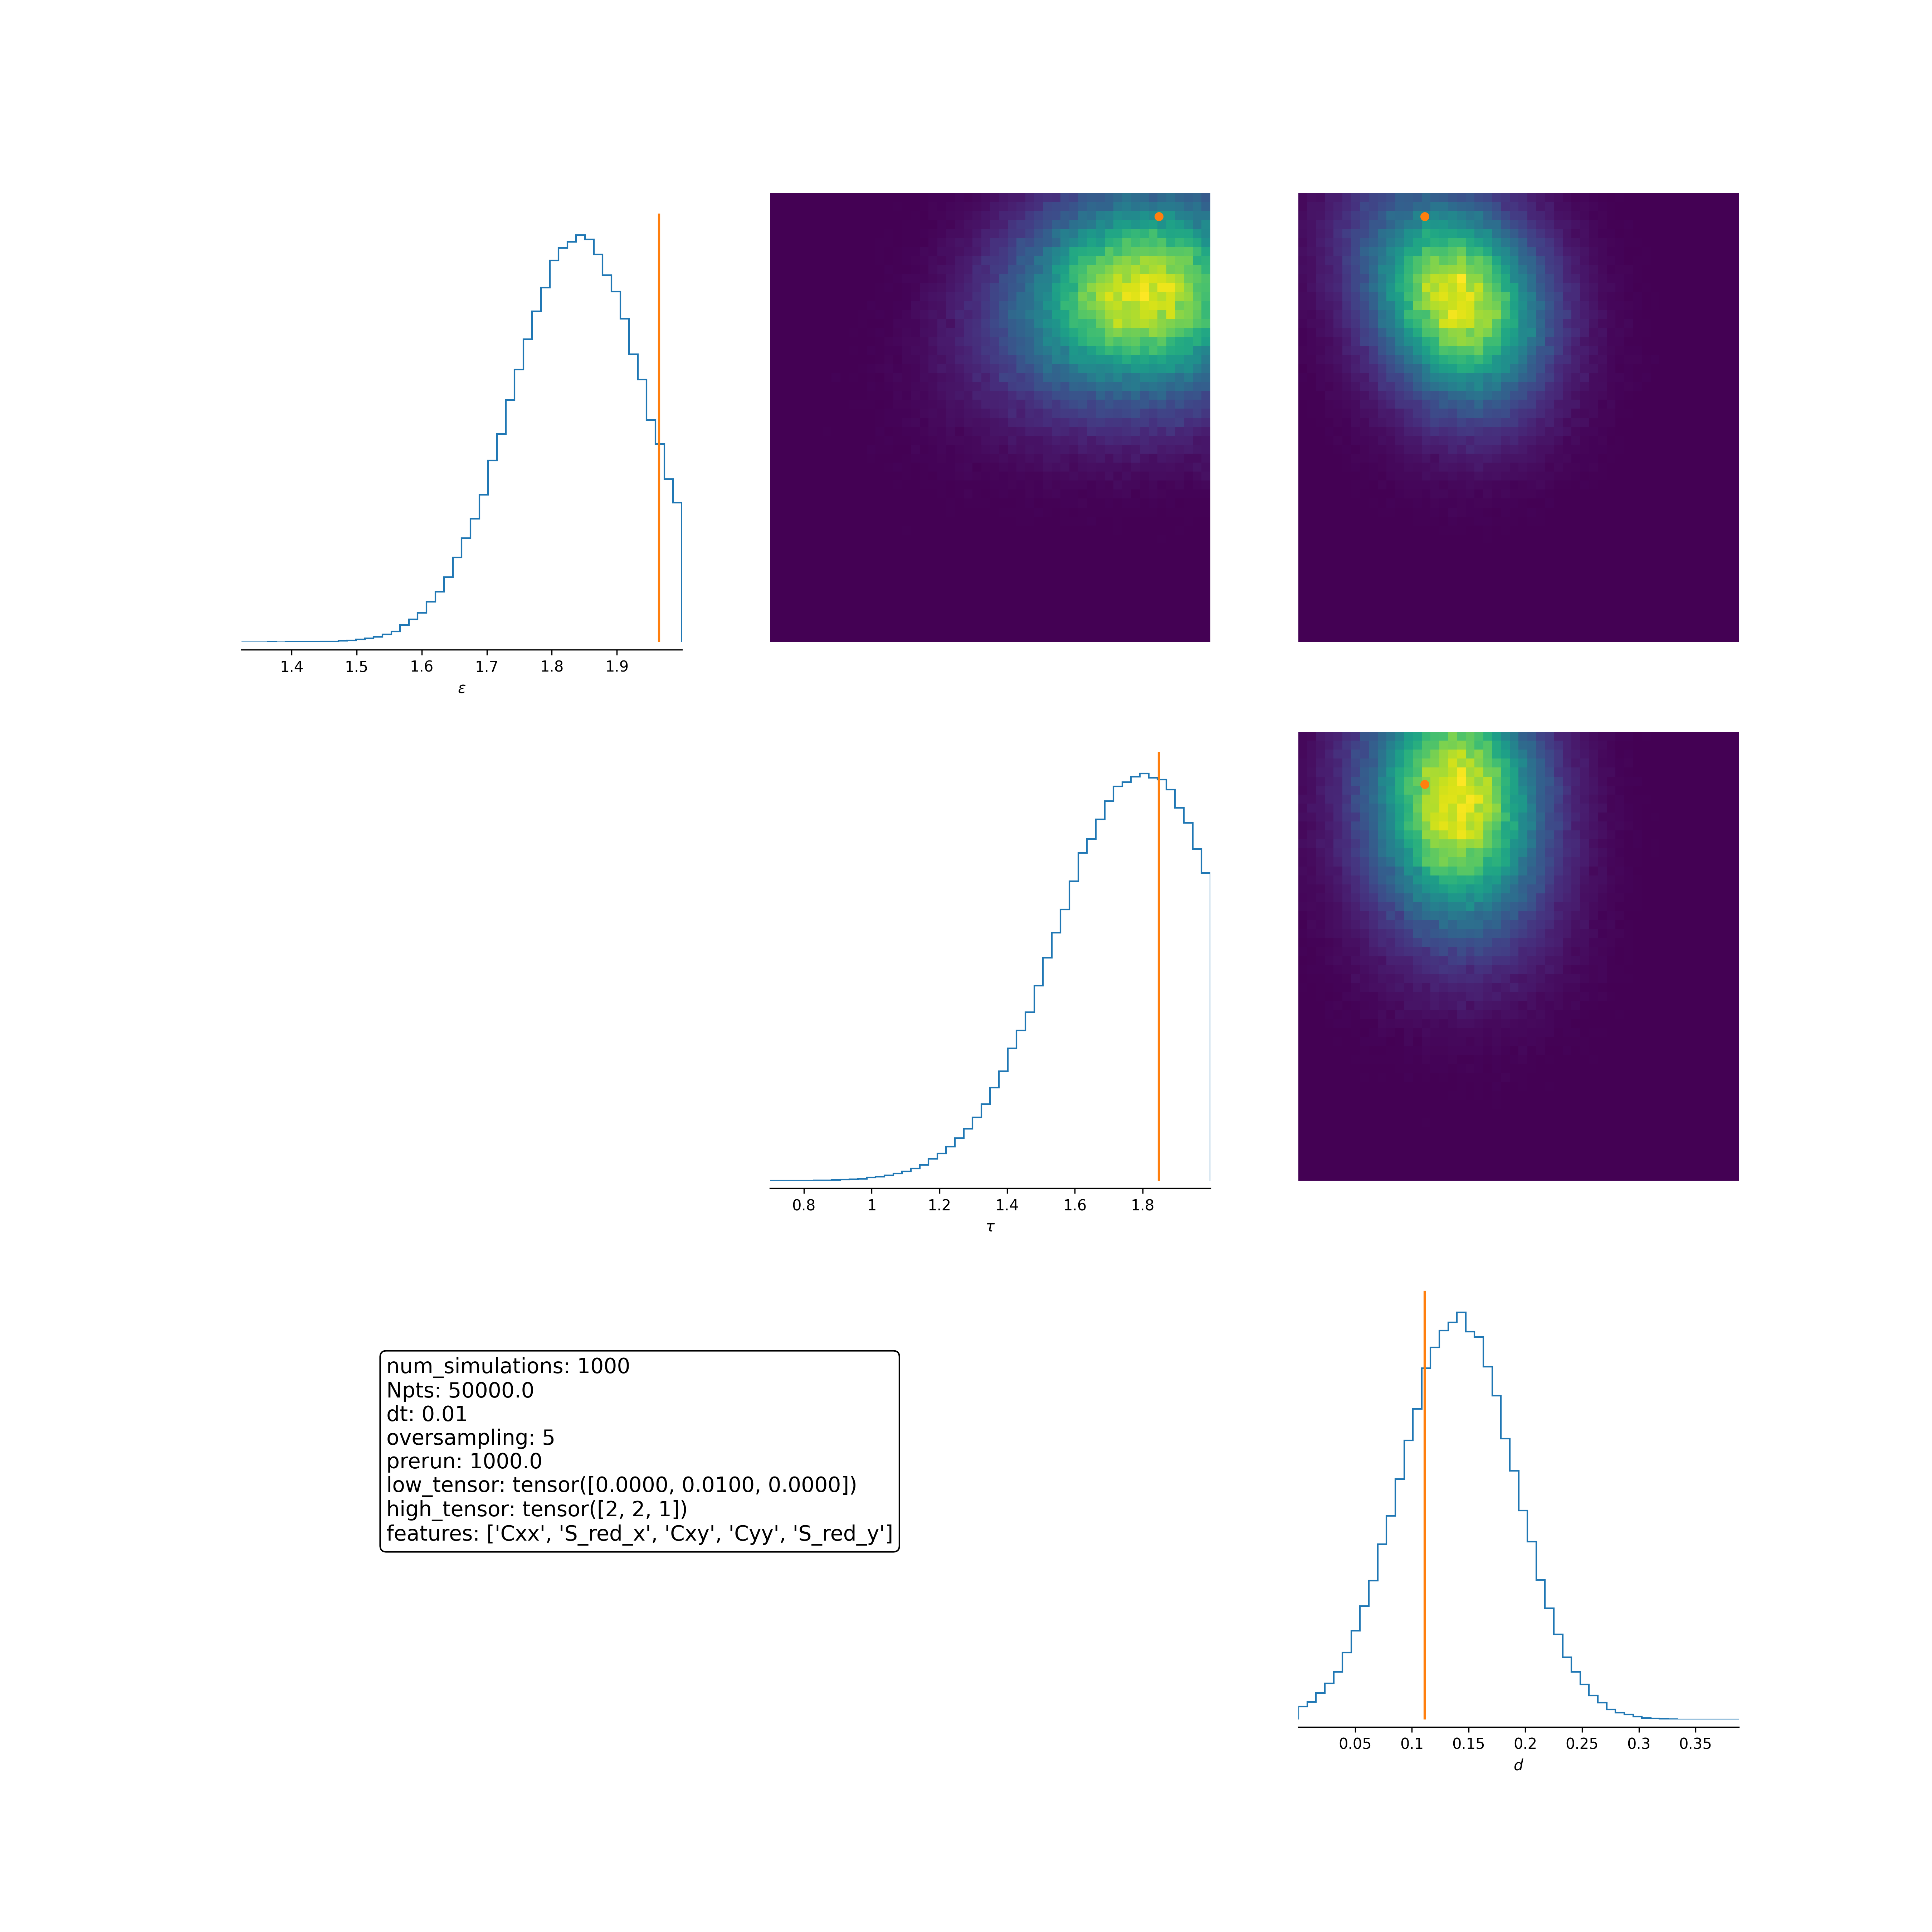 1.4 1.5 1.6 1.7 1.8 1.9
ε
0.8 1 1.2 1.4 1.6 1.8
τ
num_simulations: 1000
Npts: 50000.0
dt: 0.01
oversampling: 5
prerun: 1000.0
low_tensor: tensor([0.0000, 0.0100, 0.0000])
high_tensor: tensor([2, 2, 1])
features: ['Cxx', 'S_red_x', 'Cxy', 'Cyy', 'S_red_y']
0.05 0.1 0.15 0.2 0.25 0.3 0.35
d